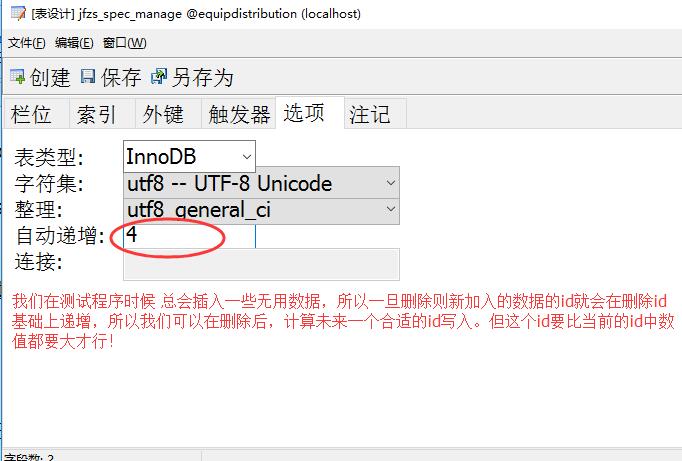 [表设计] jfzs_spec_manage @equipdistribution (localhost)
文件(F) 编辑(E) 窗口(W)
创建 保存 另存为
栏位 索引 外键 触发器 选项 注记
表类型: InnoDB
字符集: utf8 -- UTF-8 Unicode
整理: utf8_general_ci
自动递增: 4
连接:
我们在测试程序时候 总会插入一些无用数据，所以一旦删除则新加入的数据的id就会在删除id
基础上递增，所以我们可以在删除后，计算未来一个合适的id写入。但这个id要比当前的id中数
值都要大才行！
字段数: 2